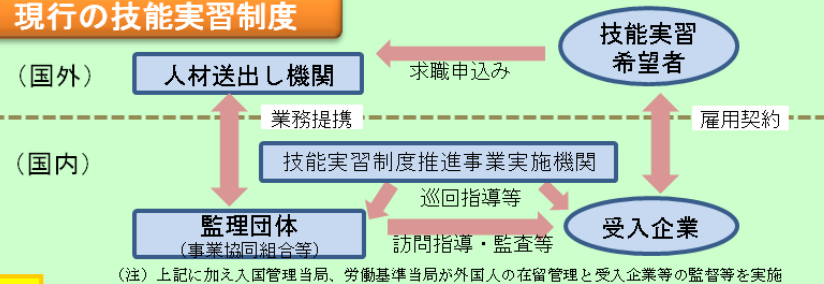 現行の技能実習制度
技能実習
希望者
(国外)
人材送出し機関
求職申込み
業務提携
雇用契約
(国内)
技能実習制度推進事業実施機関
巡回指導等
監理団体
(事業協同組合等)
訪問指導・監査等
受入企業
(注)上記に加え入国管理当局、労働基準当局が外国人の在留管理と受入企業等の監督等を実施